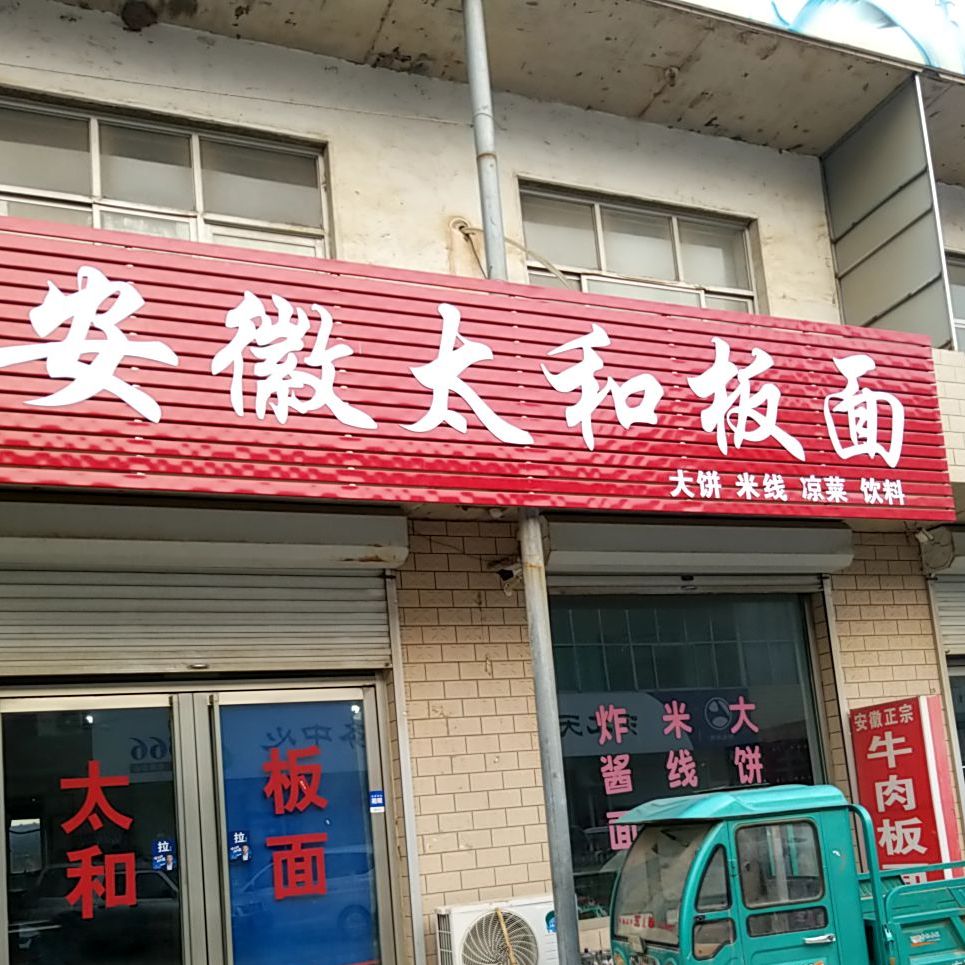 安徽太和板面
大饼 米线 凉菜 饮料
太和
板面
拉
拉
炸酱面
米线
大饼
安徽正宗
牛肉板